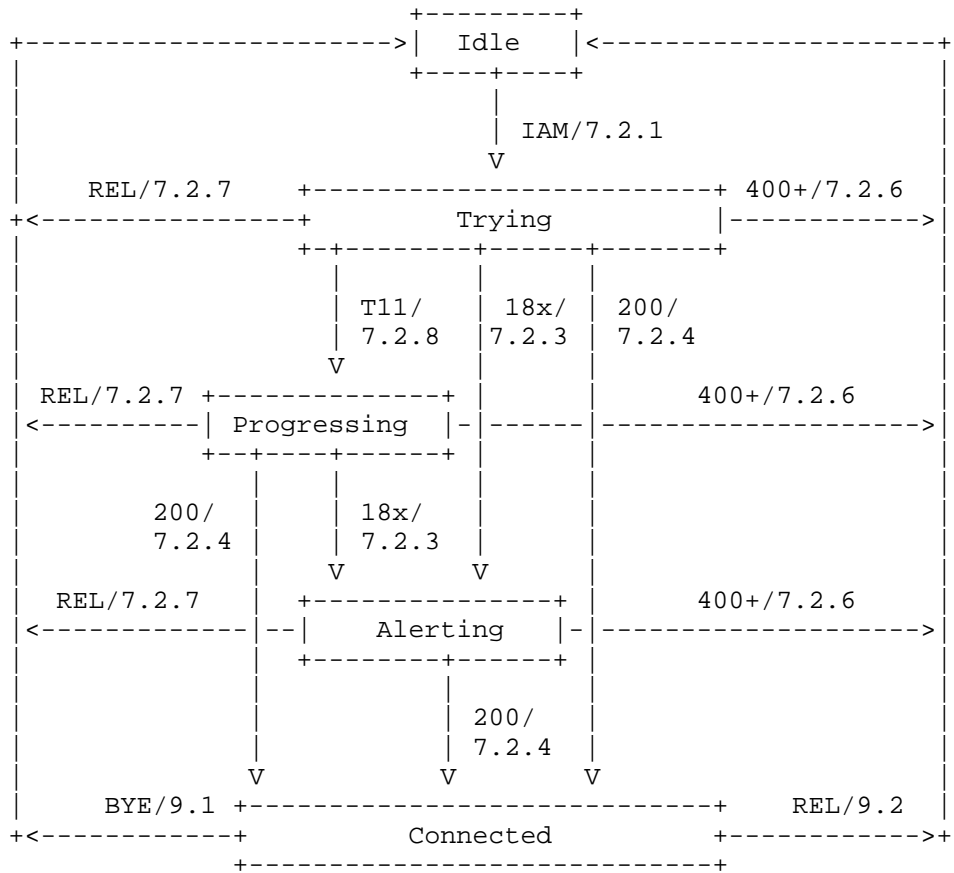 Idle
IAM/7.2.1
REL/7.2.7 400+/7.2.6
Trying
T11/ 18x/ 200/
7.2.8 7.2.3 7.2.4
REL/7.2.7 400+/7.2.6
Progressing
200/ 18x/
7.2.4 7.2.3
REL/7.2.7 400+/7.2.6
Alerting
200/
7.2.4
BYE/9.1 REL/9.2
Connected